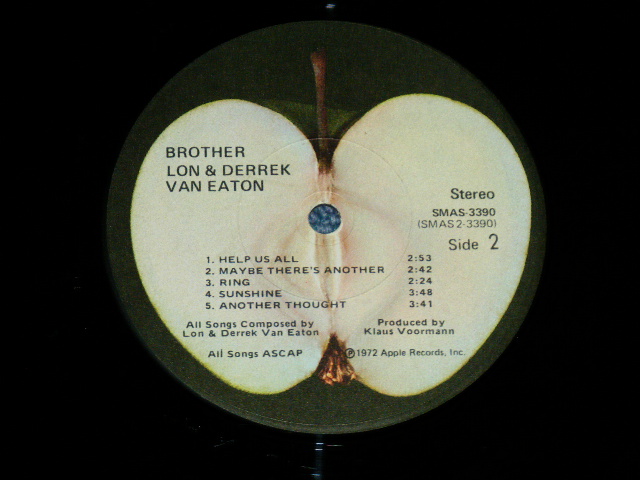 BROTHER
LON & DERREK
VAN EATON
Stereo
SMAS-3390
(SMAS 2-3390)
Side 2
1. HELP US ALL 2:53
2. MAYBE THERE'S ANOTHER 2:42
3. RING 2:24
4. SUNSHINE 3:48
5. ANOTHER THOUGHT 3:41
All Songs Composed by
Lon & Derrek Van Eaton
Produced by
Klaus Voormann
All Songs ASCAP
℗1972 Apple Records, Inc.